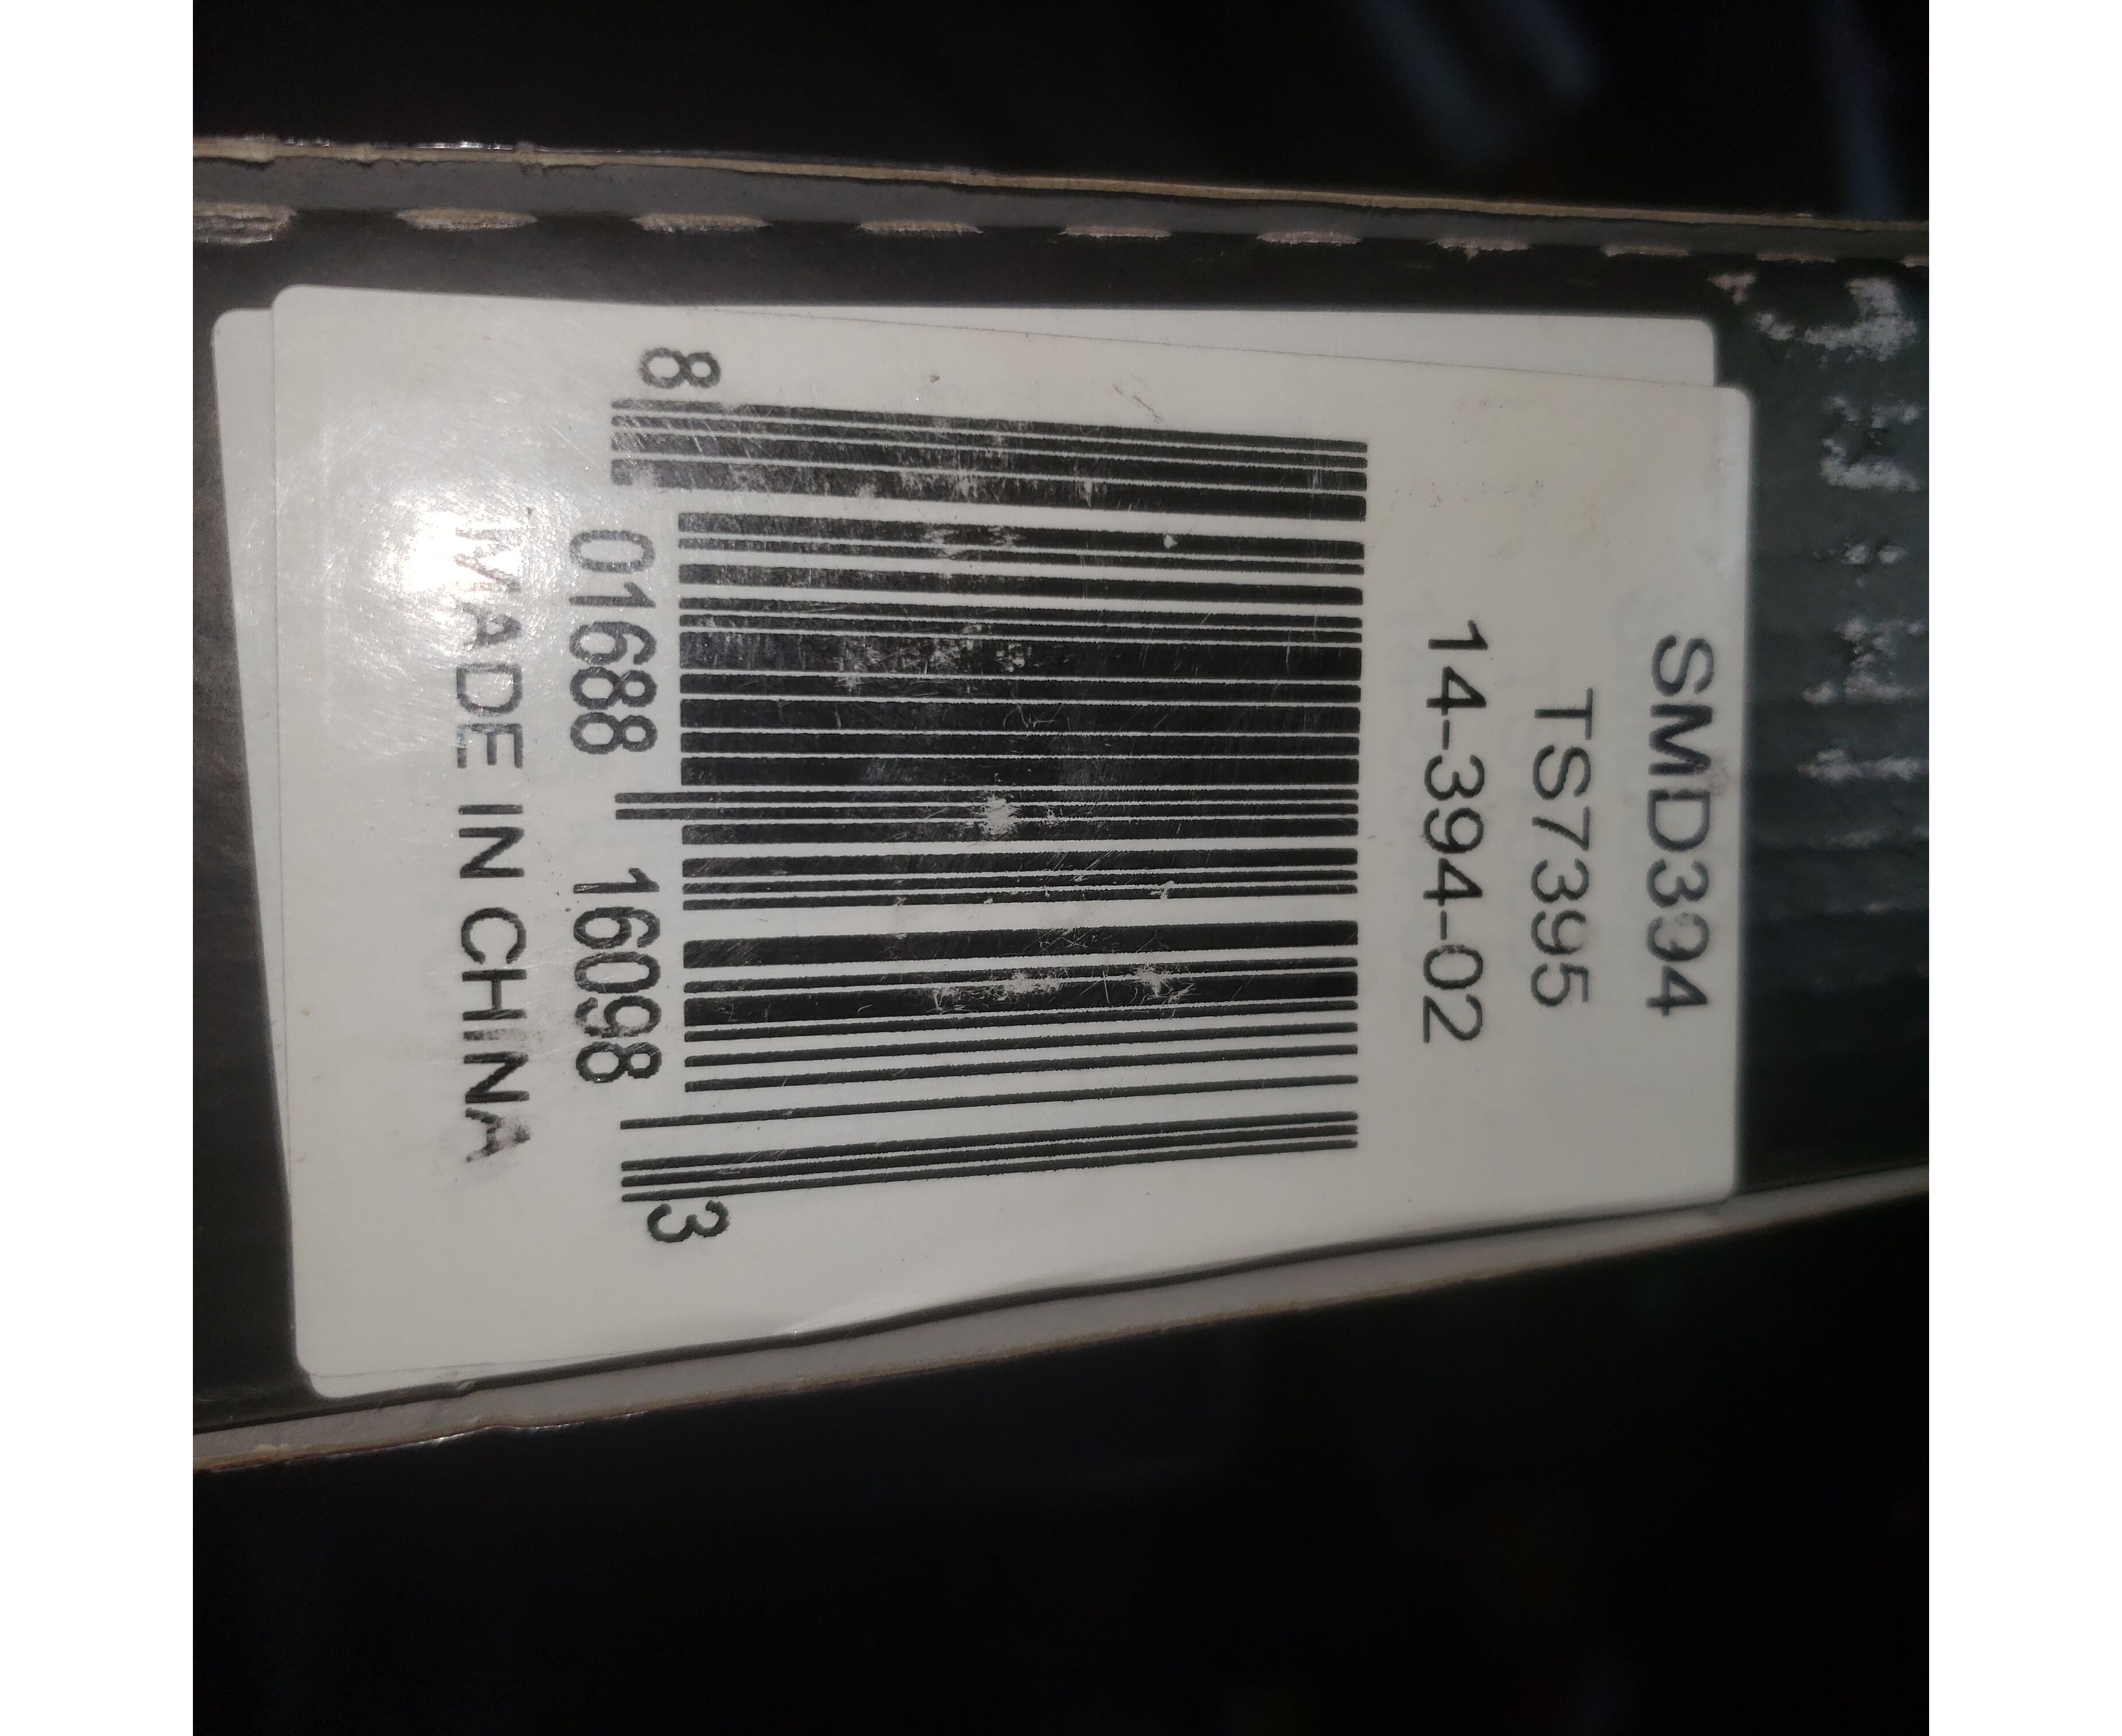 SMD394
TS7395
14-394-02
8 01688 16098 3
MADE IN CHINA